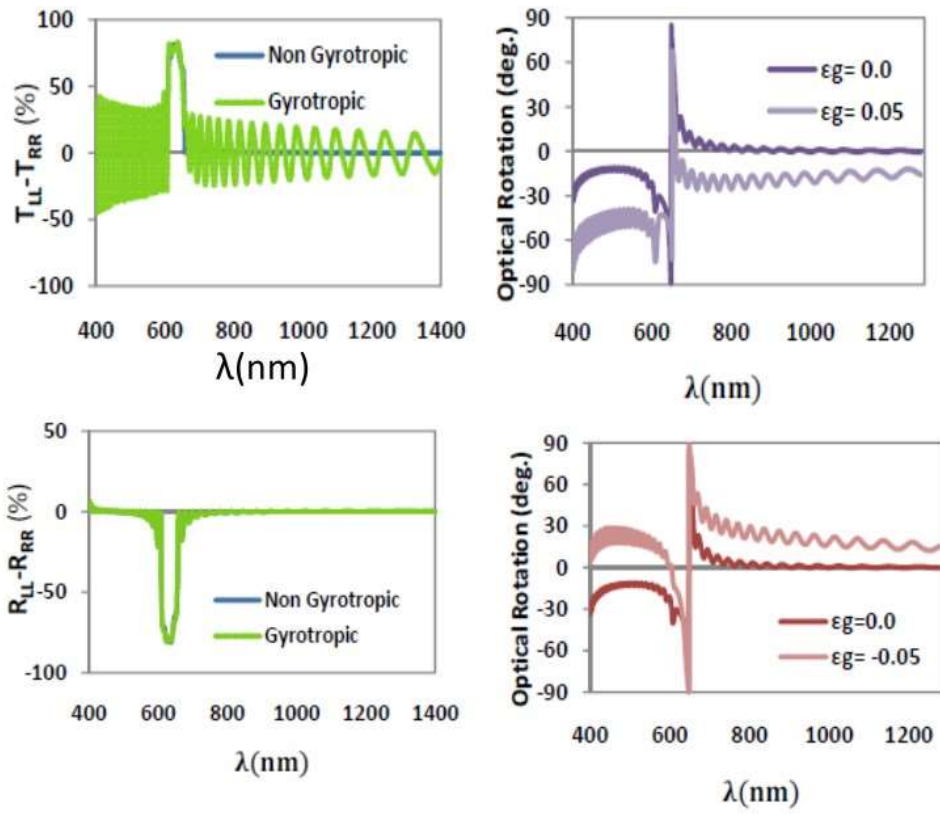 T_LL-T_RR (%)
100
50
0
-50
-100
Non Gyrotropic
Gyrotropic
400 600 800 1000 1200 1400
λ(nm)
Optical Rotation (deg.)
90
60
30
0
-30
-60
-90
εg= 0.0
εg= 0.05
400 600 800 1000 1200
λ(nm)
R_LL-R_RR (%)
50
0
-50
-100
Non Gyrotropic
Gyrotropic
400 600 800 1000 1200 1400
λ(nm)
Optical Rotation (deg.)
90
60
30
0
-30
-60
-90
εg=0.0
εg= -0.05
400 600 800 1000 1200
λ(nm)